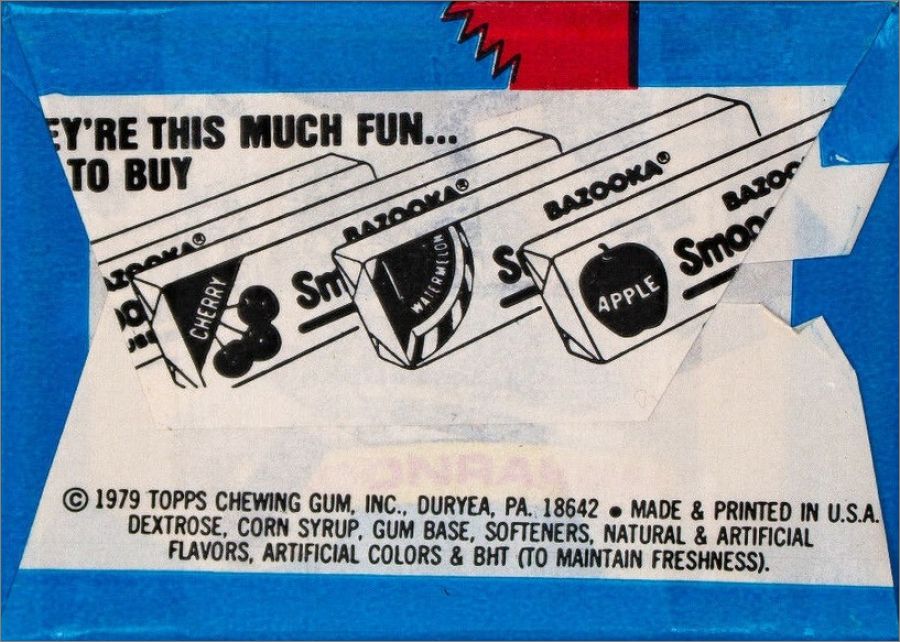 EY'RE THIS MUCH FUN...
TO BUY
BAZOOKA®
BAZOOKA®
AZOOKA®
BAZOO
CHERRY
WATERMELON
APPLE
Sm
S
Smoo
© 1979 TOPPS CHEWING GUM, INC., DURYEA, PA. 18642 • MADE & PRINTED IN U.S.A.
DEXTROSE, CORN SYRUP, GUM BASE, SOFTENERS, NATURAL & ARTIFICIAL
FLAVORS, ARTIFICIAL COLORS & BHT (TO MAINTAIN FRESHNESS).